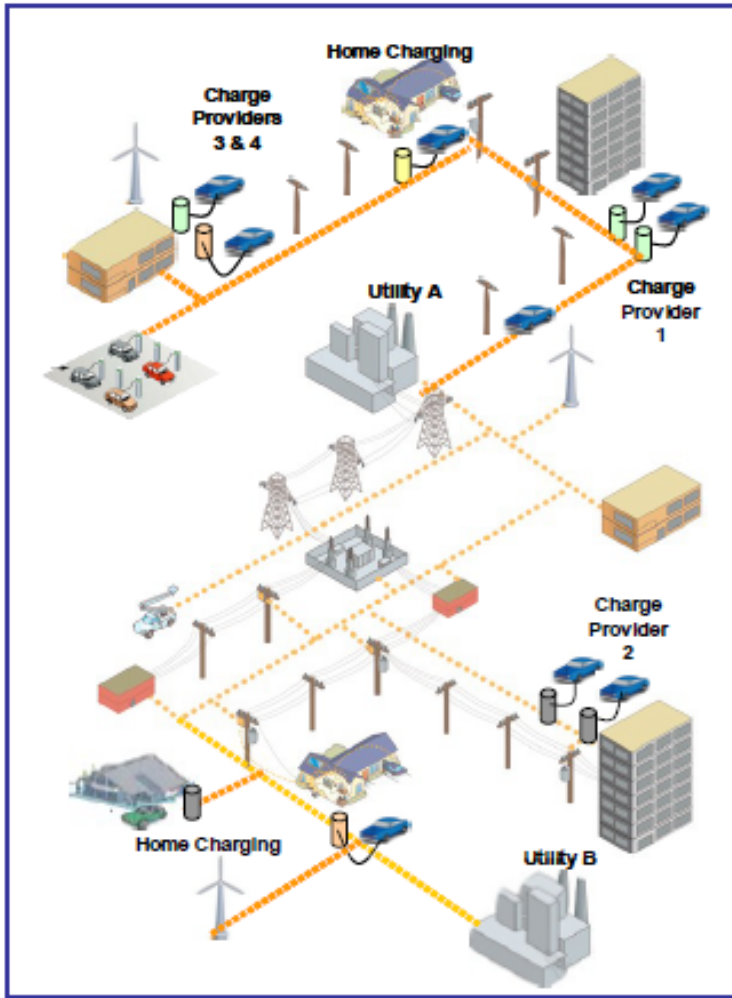 Home Charging
Charge
Providers
3 & 4
Utility A
Charge
Provider
1
Charge
Provider
2
Home Charging
Utility B